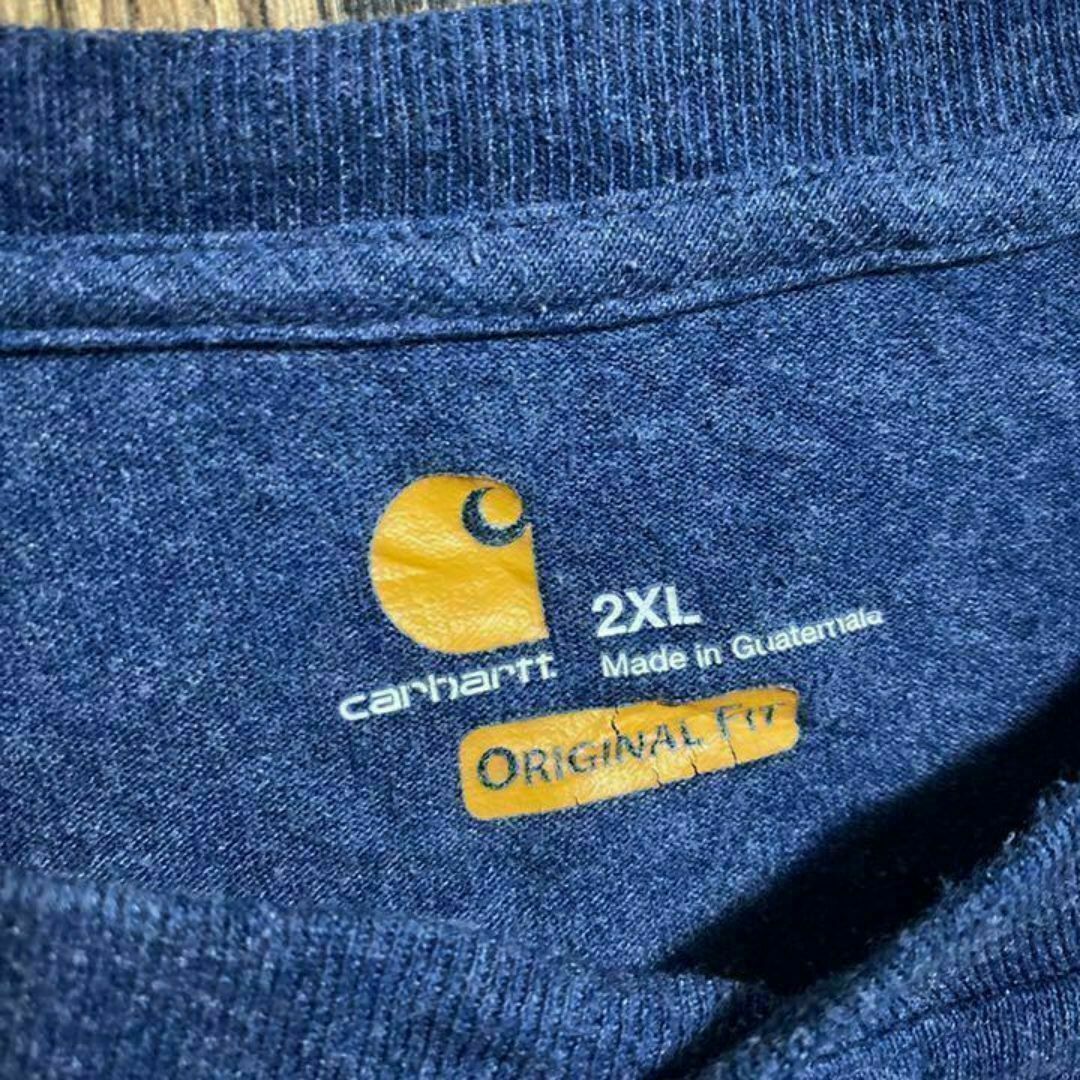 carhartt
2XL
Made in Guatemala
ORIGINAL FIT